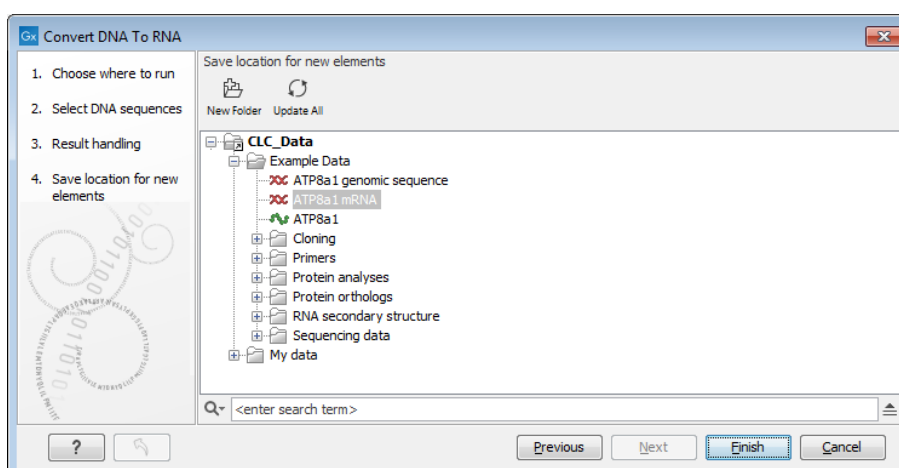 Gx Convert DNA To RNA
1. Choose where to run
2. Select DNA sequences
3. Result handling
4. Save location for new
elements
Save location for new elements
New Folder Update All
CLC_Data
Example Data
ATP8a1 genomic sequence
ATP8a1 mRNA
ATP8a1
Cloning
Primers
Protein analyses
Protein orthologs
RNA secondary structure
Sequencing data
My data
<enter search term>
? Previous Next Finish Cancel